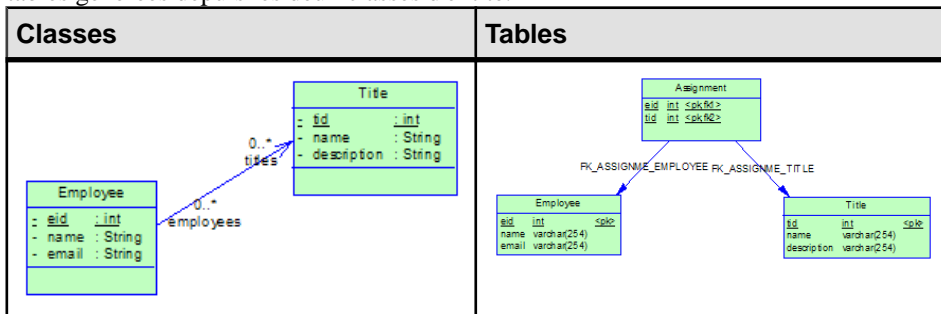 Classes
Tables
Title
- tid : int
- name : String
- description : String
0..*
titles
Employee
- eid : int
- name : String
- email : String
0..*
employees
Assignment
eid int <pk,fk1>
tid int <pk,fk2>
FK_ASSIGNME_EMPLOYEE
FK_ASSIGNME_TITLE
Employee
eid int <pk>
name varchar(254)
email varchar(254)
Title
tid int <pk>
name varchar(254)
description varchar(254)